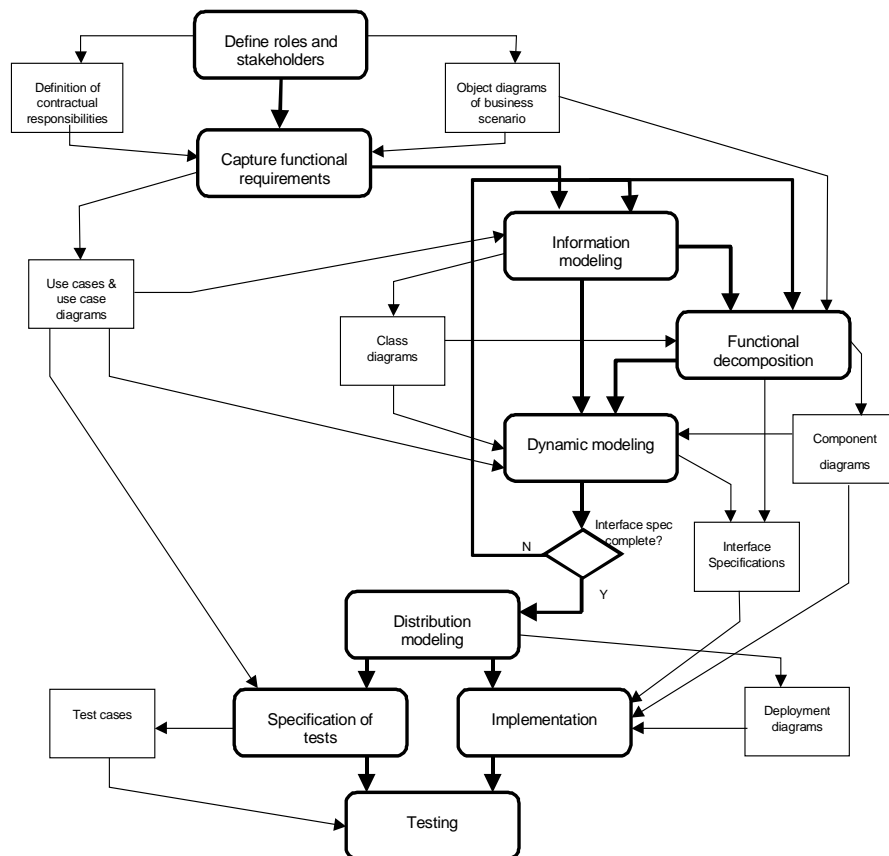 Define roles and
stakeholders
Definition of
contractual
responsibilities
Object diagrams
of business
scenario
Capture functional
requirements
Information
modeling
Use cases &
use case
diagrams
Class
diagrams
Functional
decomposition
Dynamic modeling
Component
diagrams
Interface spec
complete?
N
Interface
Specifications
Y
Distribution
modeling
Test cases
Specification of
tests
Implementation
Deployment
diagrams
Testing